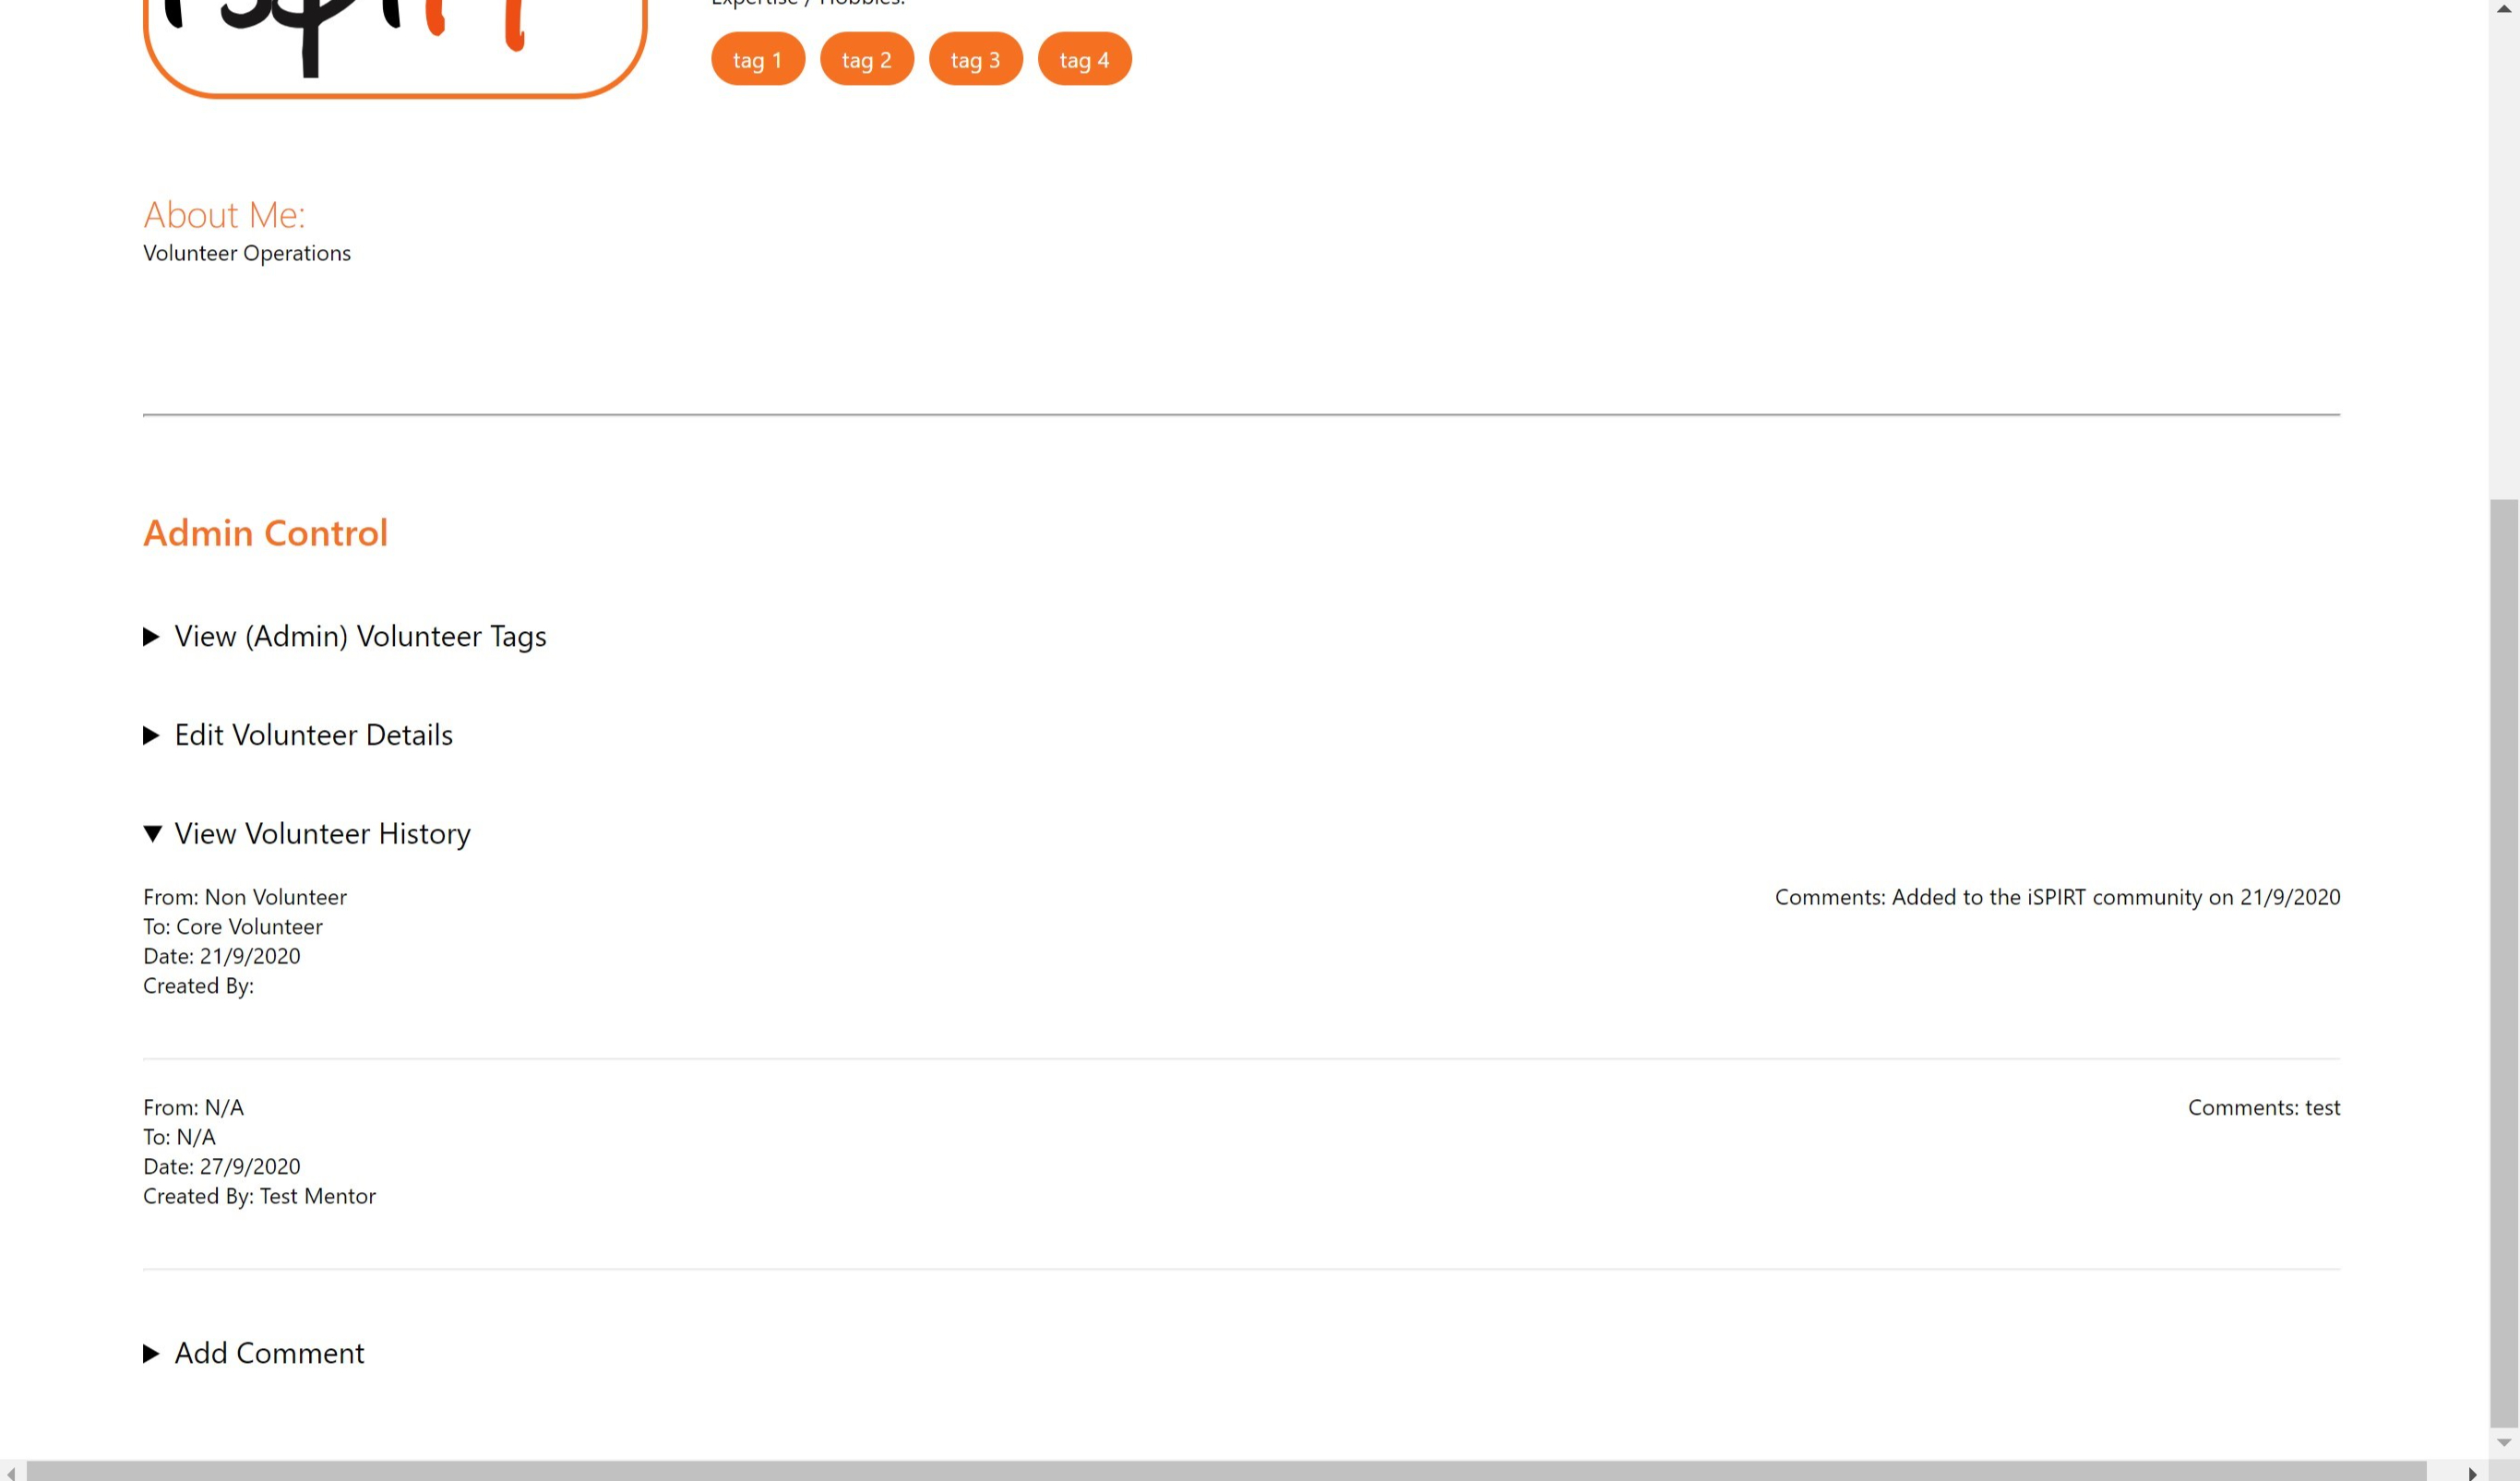 tag 1 tag 2 tag 3 tag 4
About Me:
Volunteer Operations
Admin Control
View (Admin) Volunteer Tags
Edit Volunteer Details
View Volunteer History
From: Non Volunteer
To: Core Volunteer
Date: 21/9/2020
Created By:
Comments: Added to the iSPIRT community on 21/9/2020
From: N/A
To: N/A
Date: 27/9/2020
Created By: Test Mentor
Comments: test
Add Comment